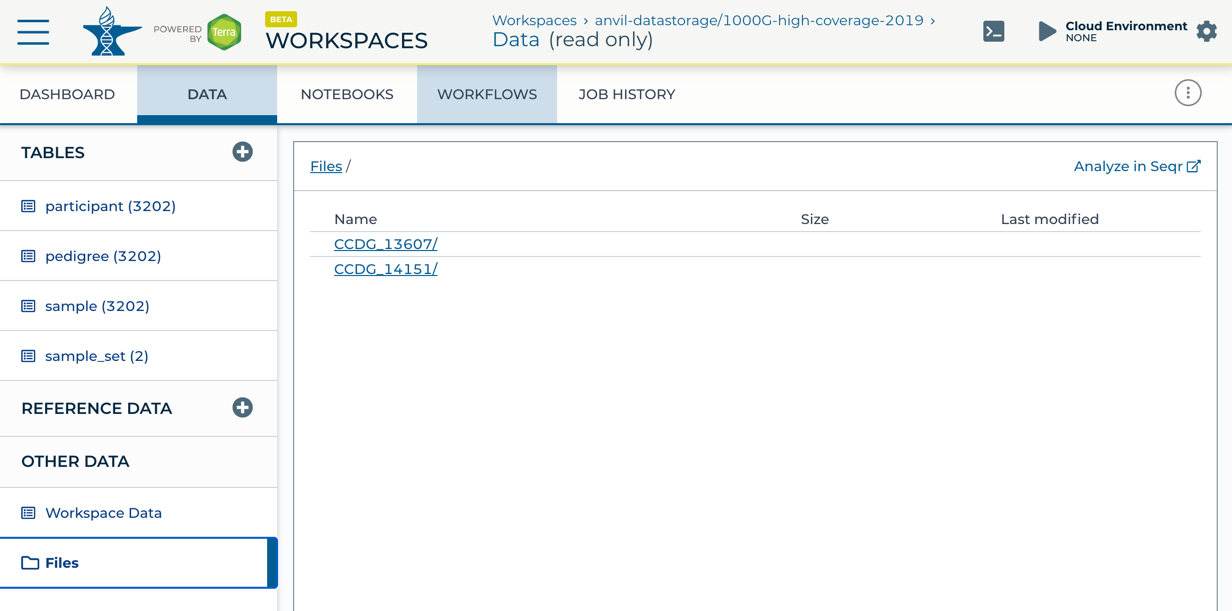 POWERED
BY
Terra
BETA
WORKSPACES
Workspaces › anvil-datastorage/1000G-high-coverage-2019 ›
Data (read only)
Cloud Environment
NONE
DASHBOARD
DATA
NOTEBOOKS
WORKFLOWS
JOB HISTORY
TABLES
participant (3202)
pedigree (3202)
sample (3202)
sample_set (2)
REFERENCE DATA
OTHER DATA
Workspace Data
Files
Files /
Analyze in Seqr
Name Size Last modified
CCDG_13607/
CCDG_14151/